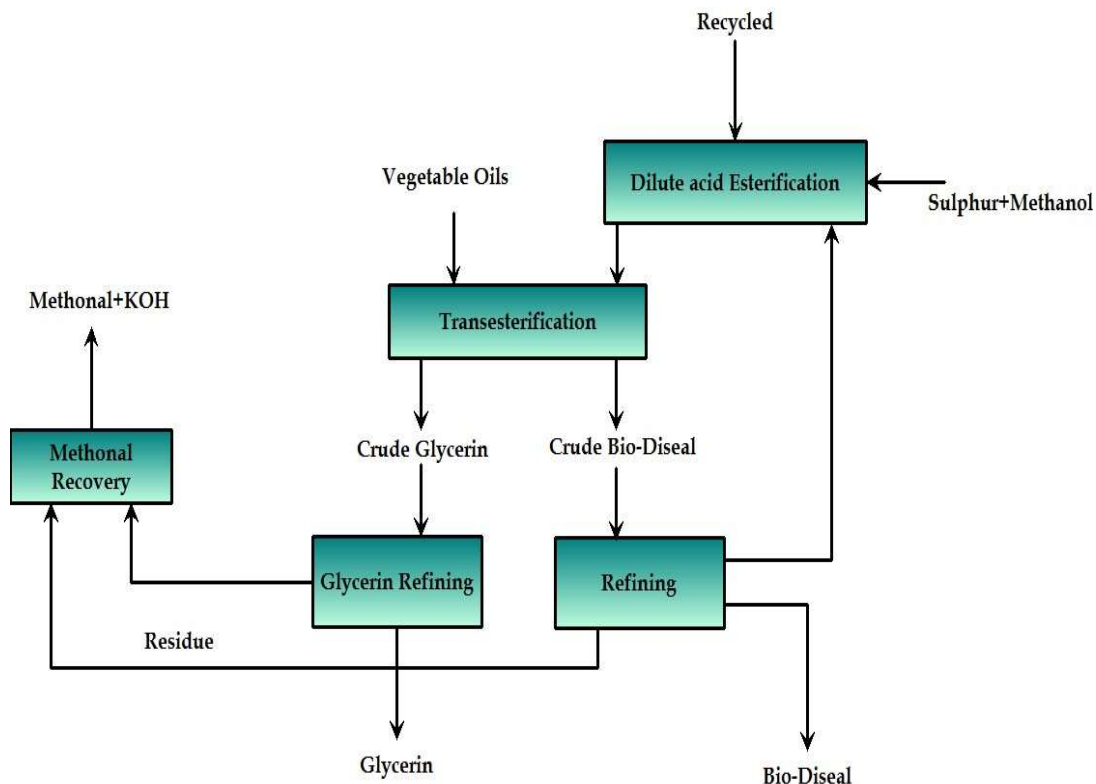 Recycled
Dilute acid Esterification
Vegetable Oils
Sulphur+Methanol
Methonal+KOH
Transesterification
Crude Glycerin
Crude Bio-Diseal
Methonal
Recovery
Glycerin Refining
Refining
Residue
Glycerin
Bio-Diseal